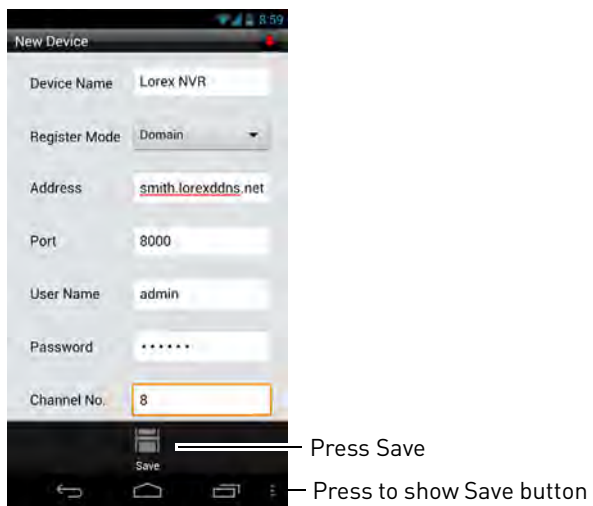 8:59
New Device
Device Name Lorex NVR
Register Mode Domain
Address smith.lorexddns.net
Port 8000
User Name admin
Password ••••••
Channel No. 8
Save
Press Save
Press to show Save button